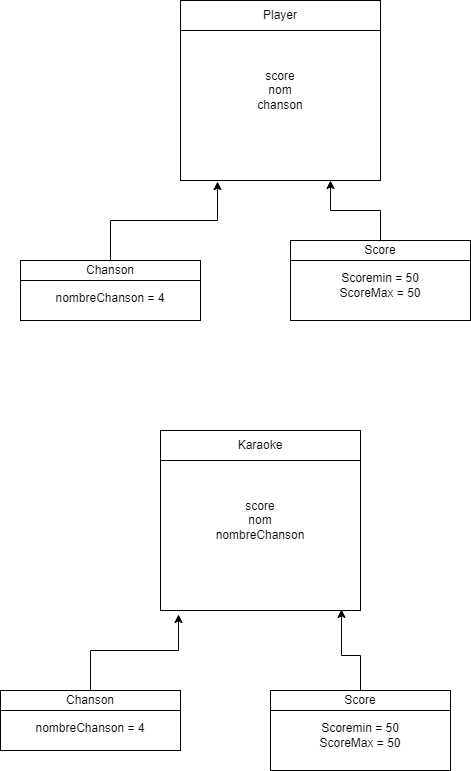 Player
score
nom
chanson
Chanson
nombreChanson = 4
Score
Scoremin = 50
ScoreMax = 50
Karaoke
score
nom
nombreChanson
Chanson
nombreChanson = 4
Score
Scoremin = 50
ScoreMax = 50